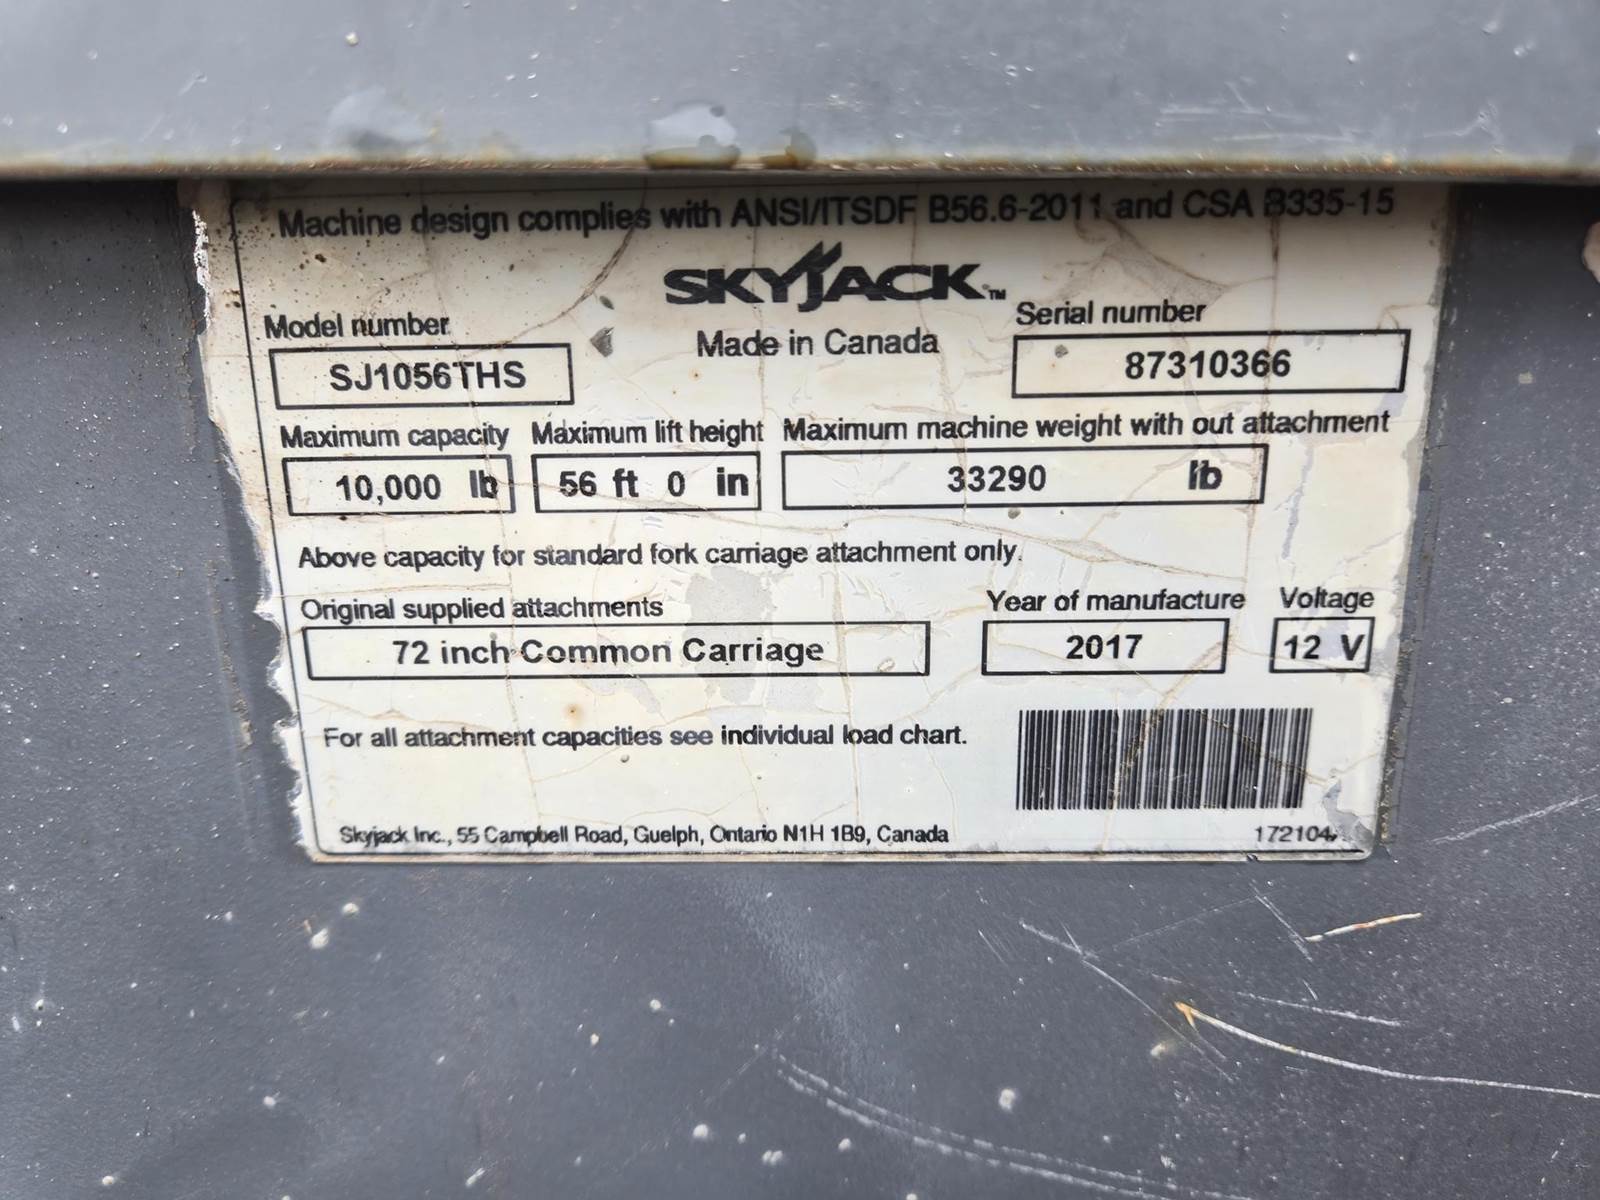 Machine design complies with ANSI/ITSDF B56.6-2011 and CSA B335-15
SKYJACK™
Made in Canada
Model number
SJ1056THS
Serial number
87310366
Maximum capacity
10,000 lb
Maximum lift height
56 ft 0 in
Maximum machine weight with out attachment
33290 lb
Above capacity for standard fork carriage attachment only.
Original supplied attachments
72 inch Common Carriage
Year of manufacture
2017
Voltage
12 V
For all attachment capacities see individual load chart.
Skyjack Inc., 55 Campbell Road, Guelph, Ontario N1H 1B9, Canada